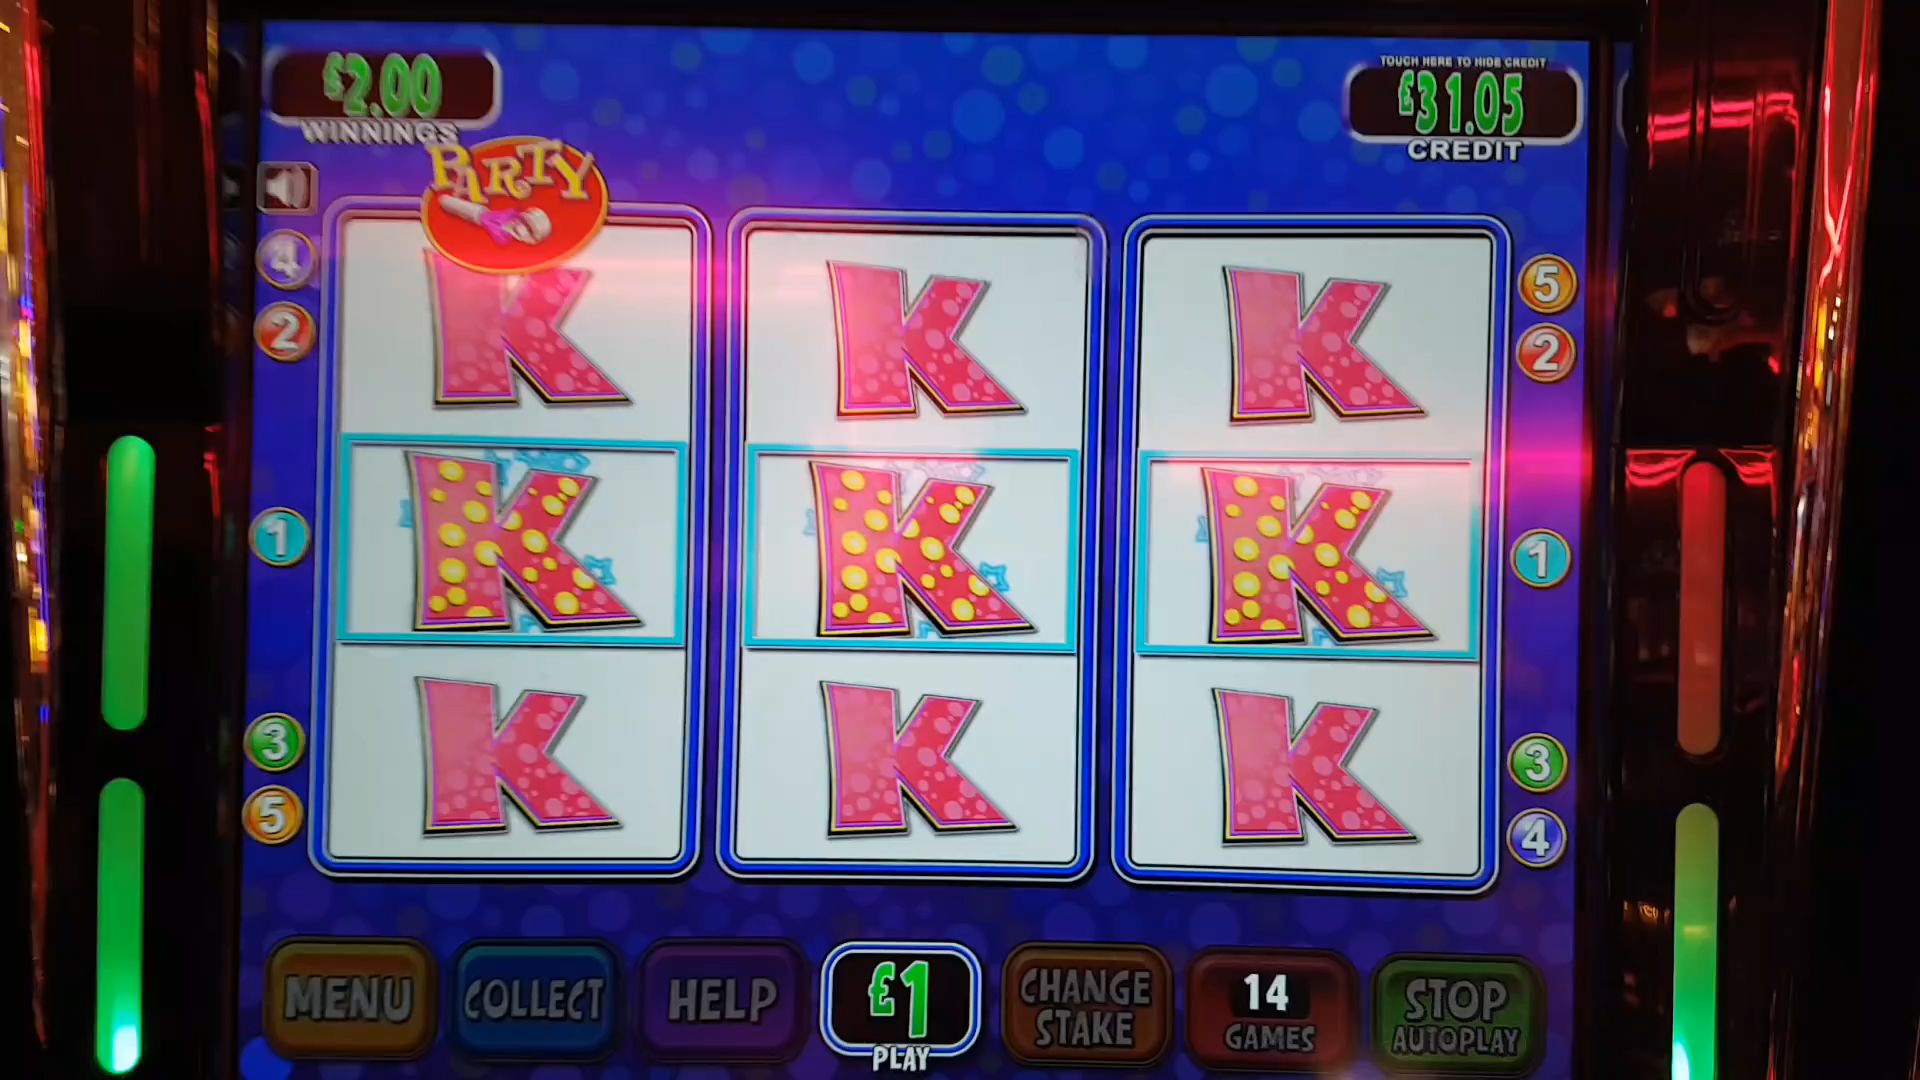 £2.00
WINNINGS
TOUCH HERE TO HIDE CREDIT
£31.05
CREDIT
PARTY
4
2
5
2
K K K
1
K K K
1
3
5
K K K
3
4
MENU
COLLECT
HELP
£1
PLAY
CHANGE
STAKE
14
GAMES
STOP
AUTOPLAY